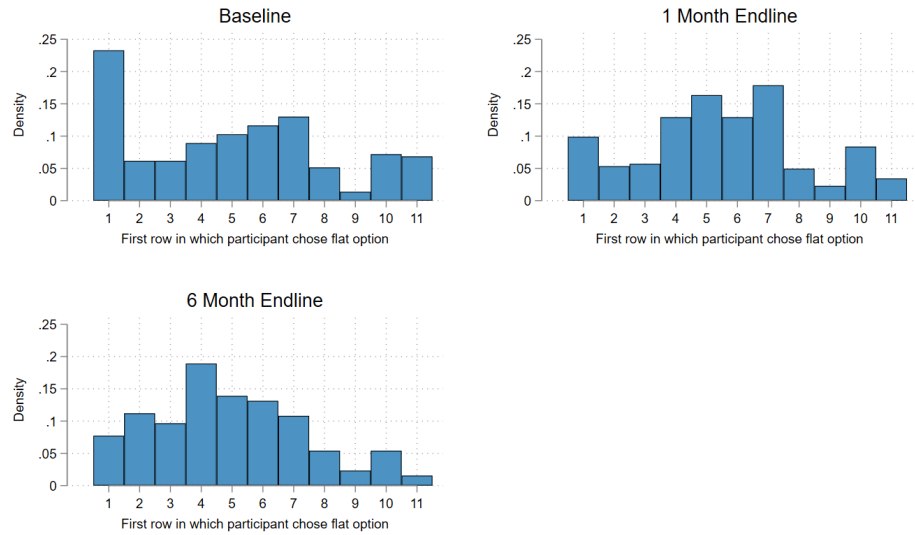 Baseline
.25
.2
.15
.1
.05
0
Density
1 2 3 4 5 6 7 8 9 10 11
First row in which participant chose flat option
1 Month Endline
.25
.2
.15
.1
.05
0
Density
1 2 3 4 5 6 7 8 9 10 11
First row in which participant chose flat option
6 Month Endline
.25
.2
.15
.1
.05
0
Density
1 2 3 4 5 6 7 8 9 10 11
First row in which participant chose flat option